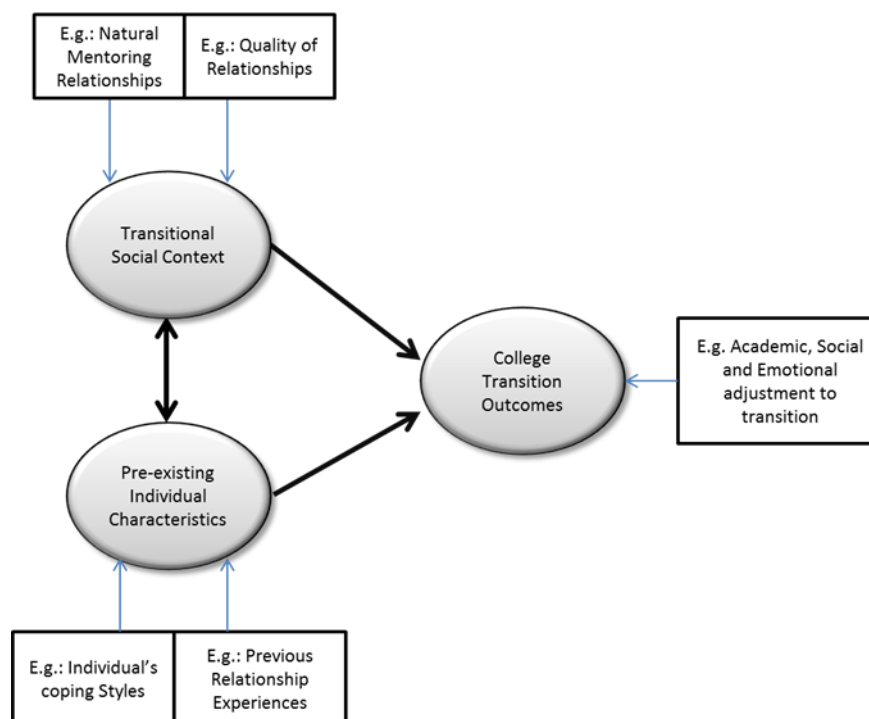 E.g.: Natural
Mentoring
Relationships
E.g.: Quality of
Relationships
Transitional
Social Context
College
Transition
Outcomes
E.g. Academic, Social
and Emotional
adjustment to
transition
Pre-existing
Individual
Characteristics
E.g.: Individual’s
coping Styles
E.g.: Previous
Relationship
Experiences